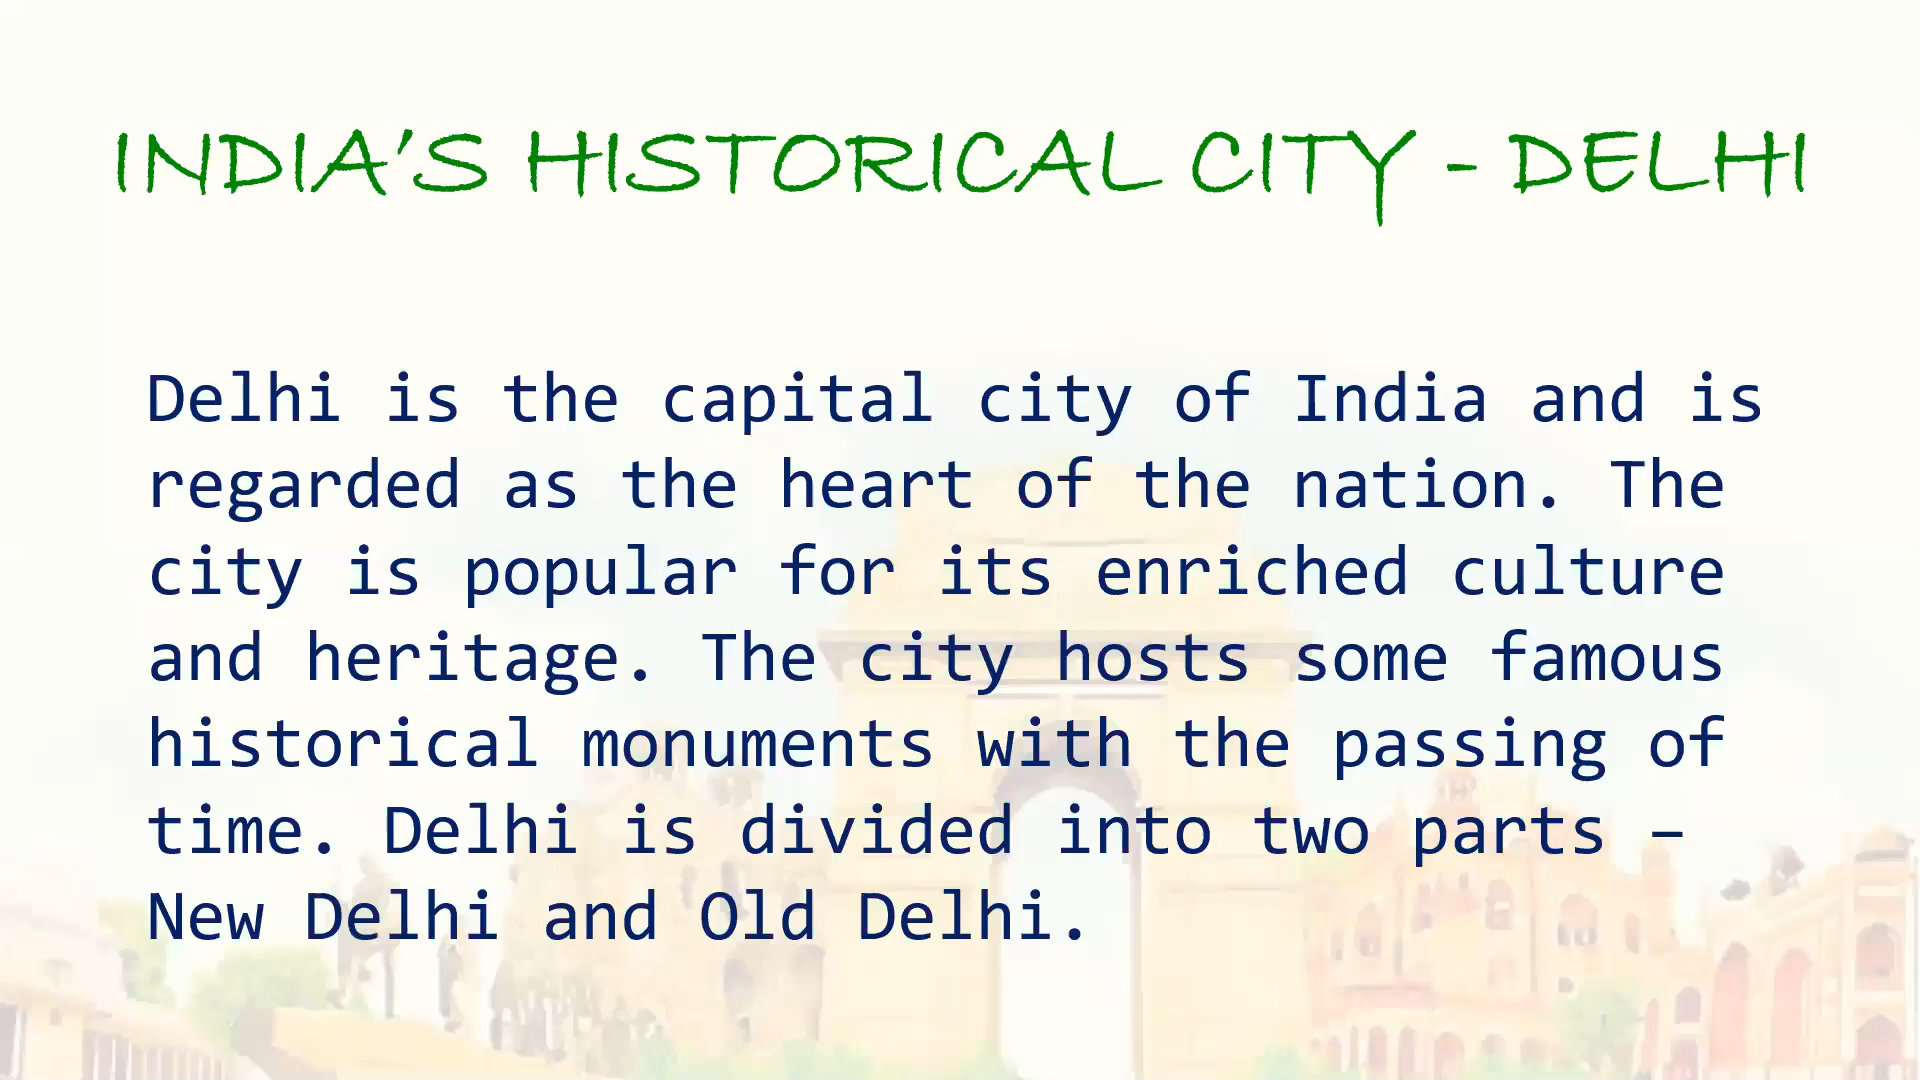 INDIA'S HISTORICAL CITY - DELHI
Delhi is the capital city of India and is
regarded as the heart of the nation. The
city is popular for its enriched culture
and heritage. The city hosts some famous
historical monuments with the passing of
time. Delhi is divided into two parts –
New Delhi and Old Delhi.